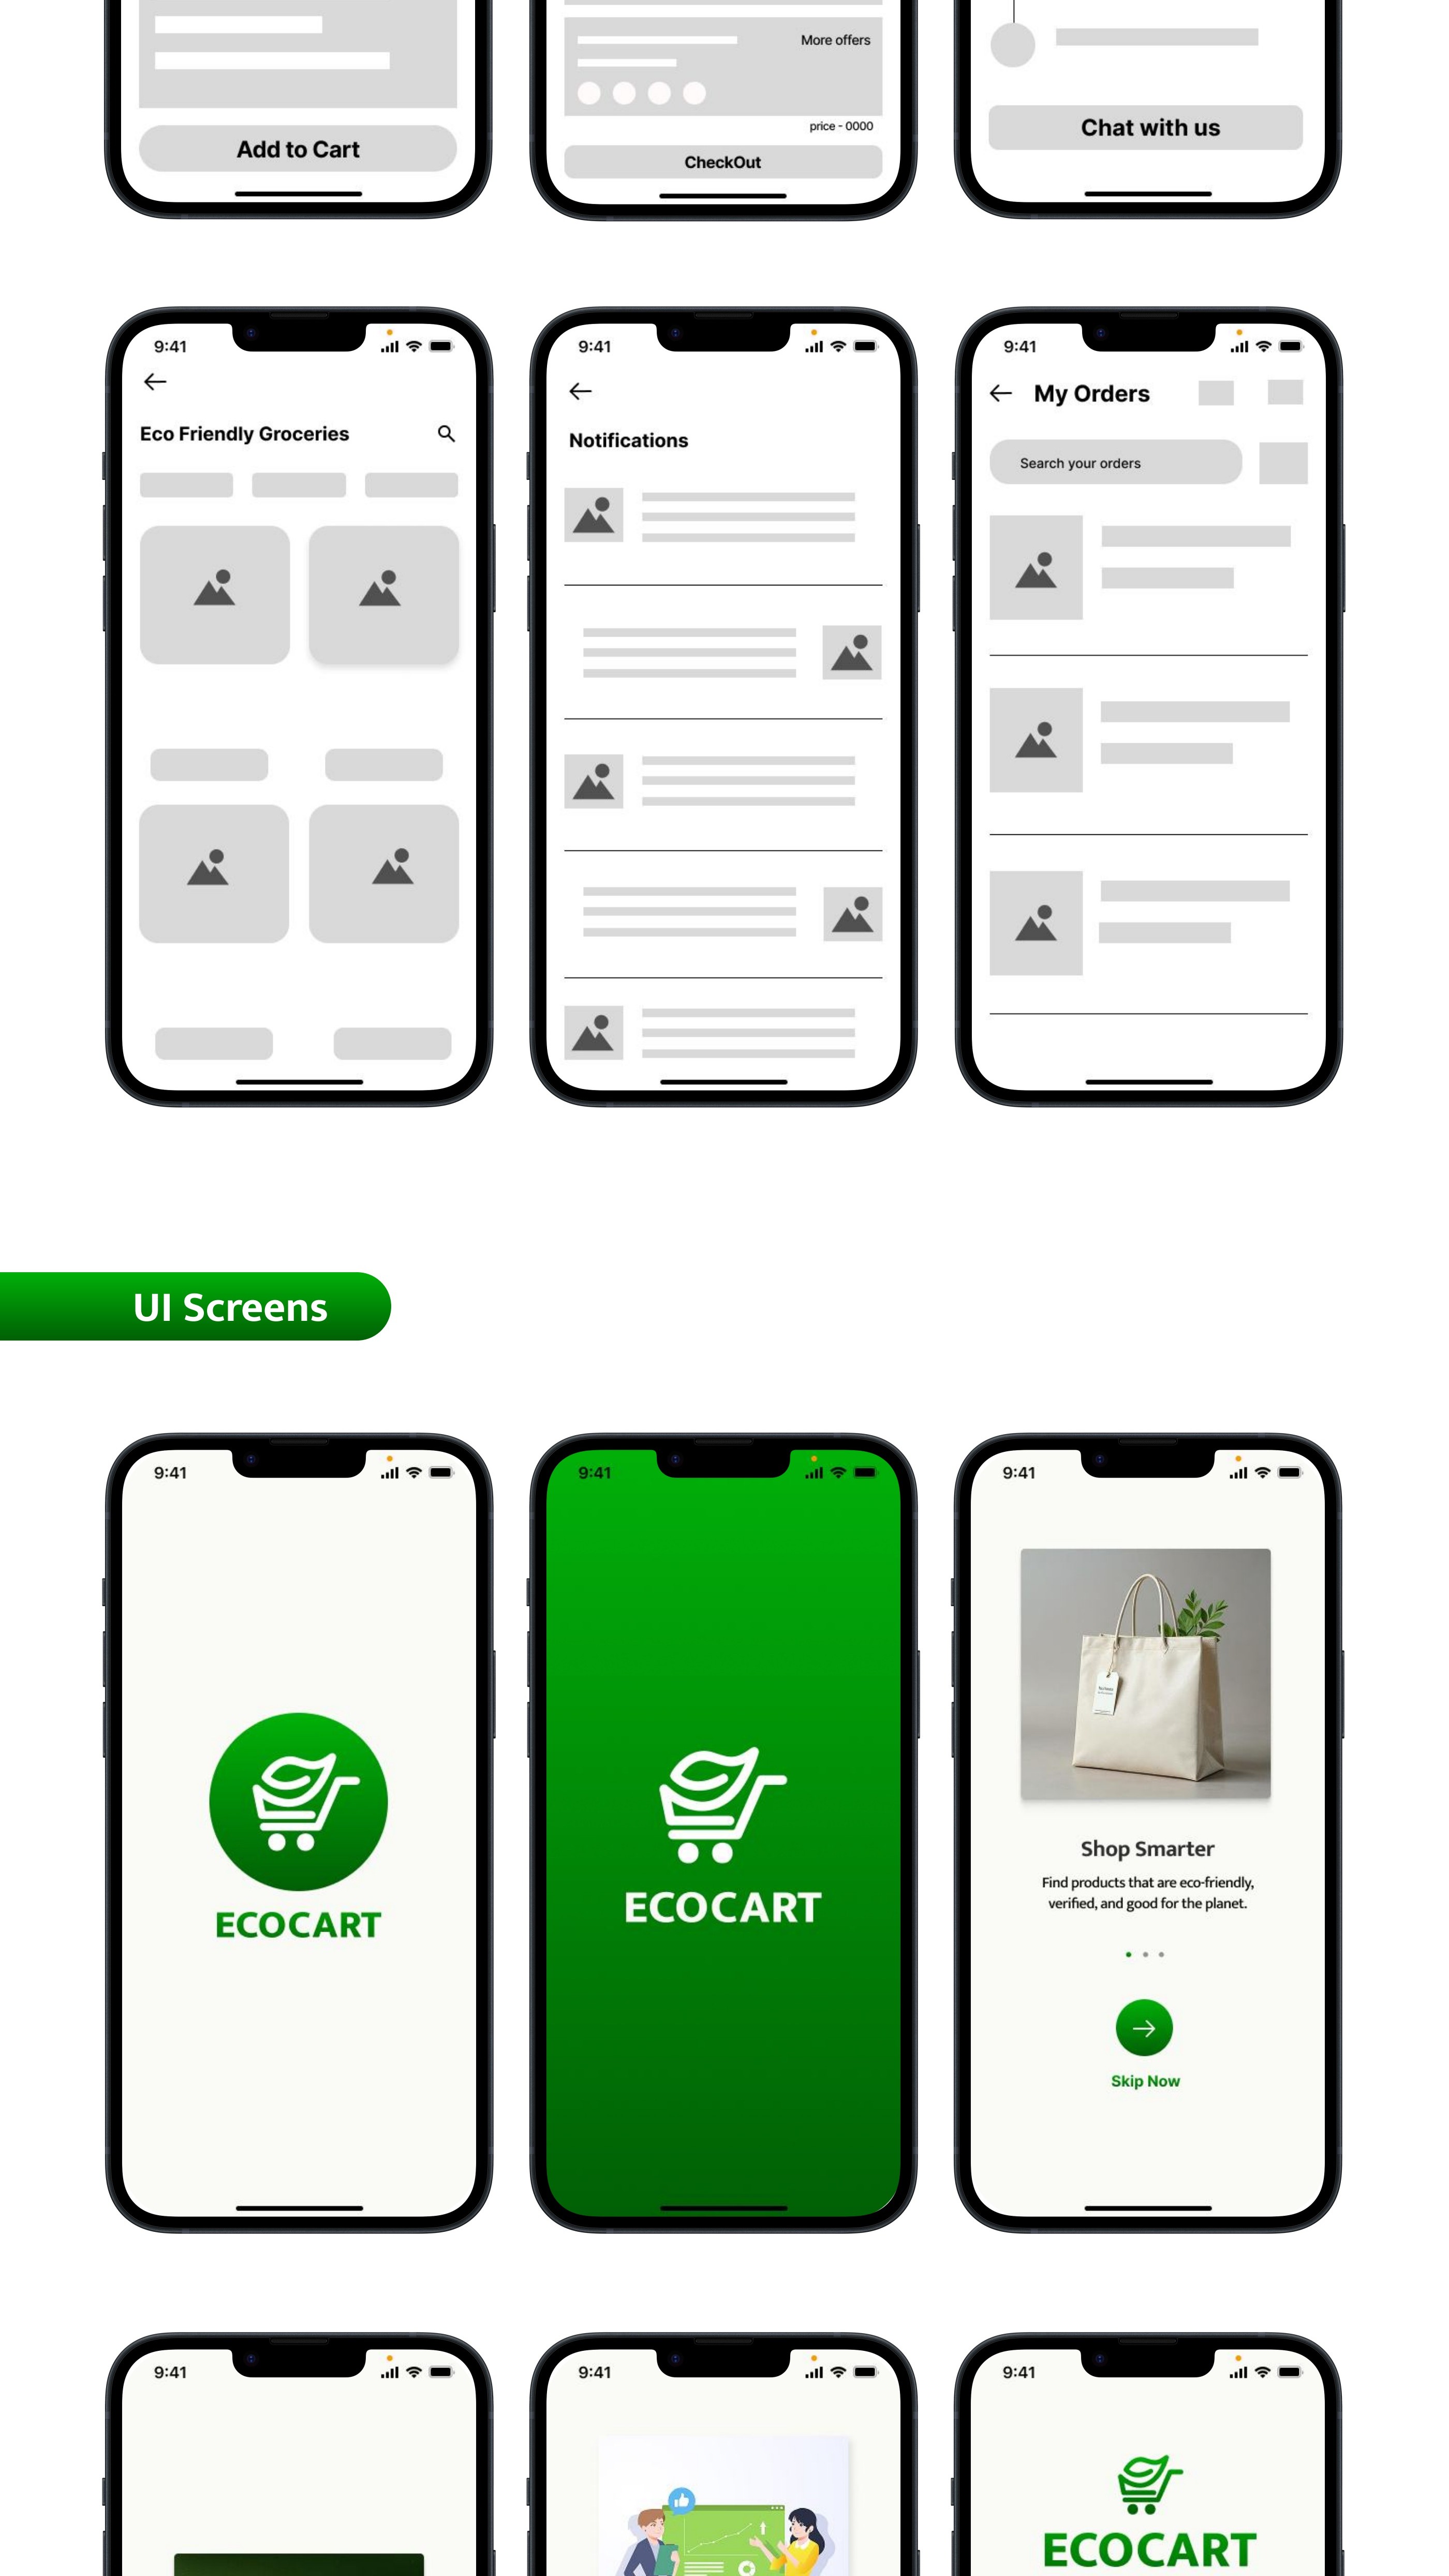 Add to Cart
More offers
price - 0000
CheckOut
Chat with us
9:41
Eco Friendly Groceries
9:41
Notifications
9:41
My Orders
Search your orders
UI Screens
9:41
ECOCART
9:41
ECOCART
9:41
Shop Smarter
Find products that are eco-friendly,
verified, and good for the planet.
Skip Now
9:41
9:41
9:41
ECOCART